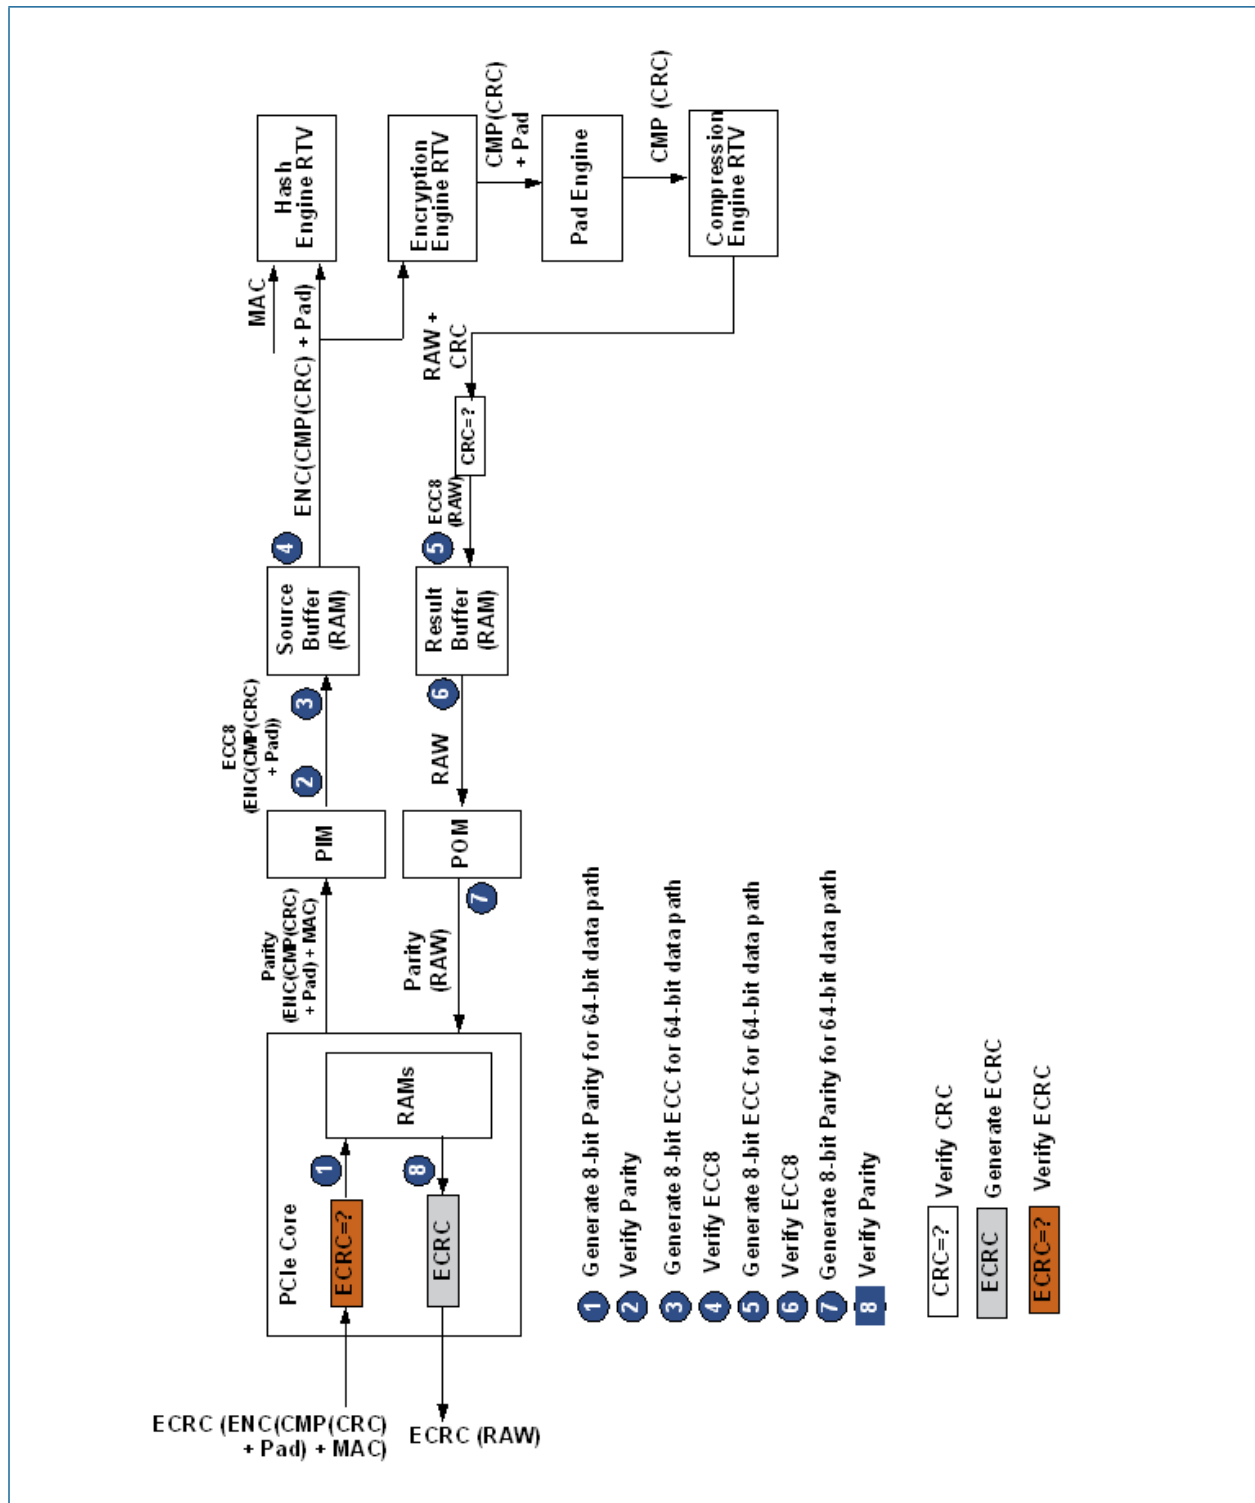 ECRC (ENC(CMP(CRC)
+ Pad) + MAC)
ECRC (RAW)
PCIe Core
ECRC=?
1
RAMs
8
ECRC
Parity
(ENC(CMP(CRC)
+ Pad) + MAC)
PIM
ECC8
(ENC(CMP(CRC)
+ Pad))
2
3
Source
Buffer
(RAM)
4
ENC(CMP(CRC) + Pad)
MAC
Hash
Engine RTV
Encryption
Engine RTV
CMP(CRC)
+ Pad
Pad Engine
CMP (CRC)
Compression
Engine RTV
RAW +
CRC
CRC=?
ECC8
(RAW)
5
Result
Buffer
(RAM)
6
RAW
POM
7
Parity
(RAW)
1 Generate 8-bit Parity for 64-bit data path
2 Verify Parity
3 Generate 8-bit ECC for 64-bit data path
4 Verify ECC8
5 Generate 8-bit ECC for 64-bit data path
6 Verify ECC8
7 Generate 8-bit Parity for 64-bit data path
8 Verify Parity
CRC=? Verify CRC
ECRC Generate ECRC
ECRC=? Verify ECRC